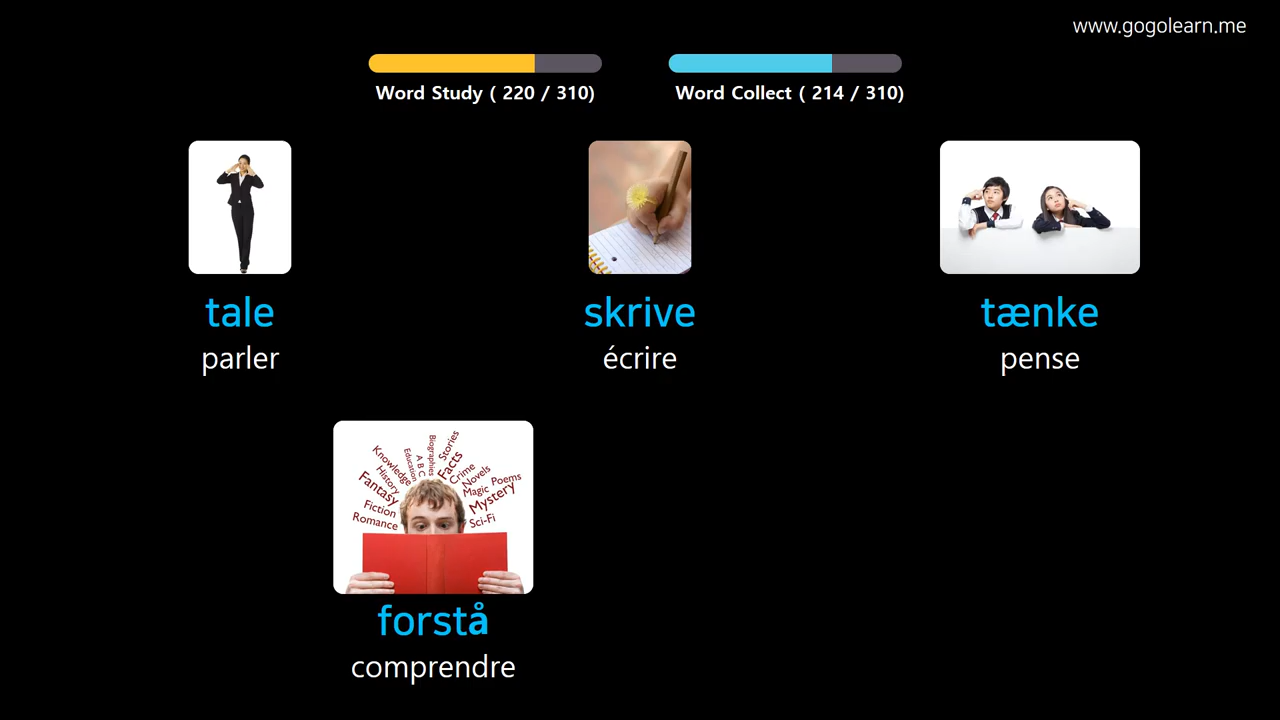 www.gogolearn.me
Word Study ( 220 / 310)
Word Collect ( 214 / 310)
tale
parler
skrive
écrire
tænke
pense
Stories
Biographies
Facts
A B C
Education
Knowledge
History
Crime
Novels
Poems
Magic
Mystery
Fantasy
Fiction
Romance
Sci-Fi
forstå
comprendre